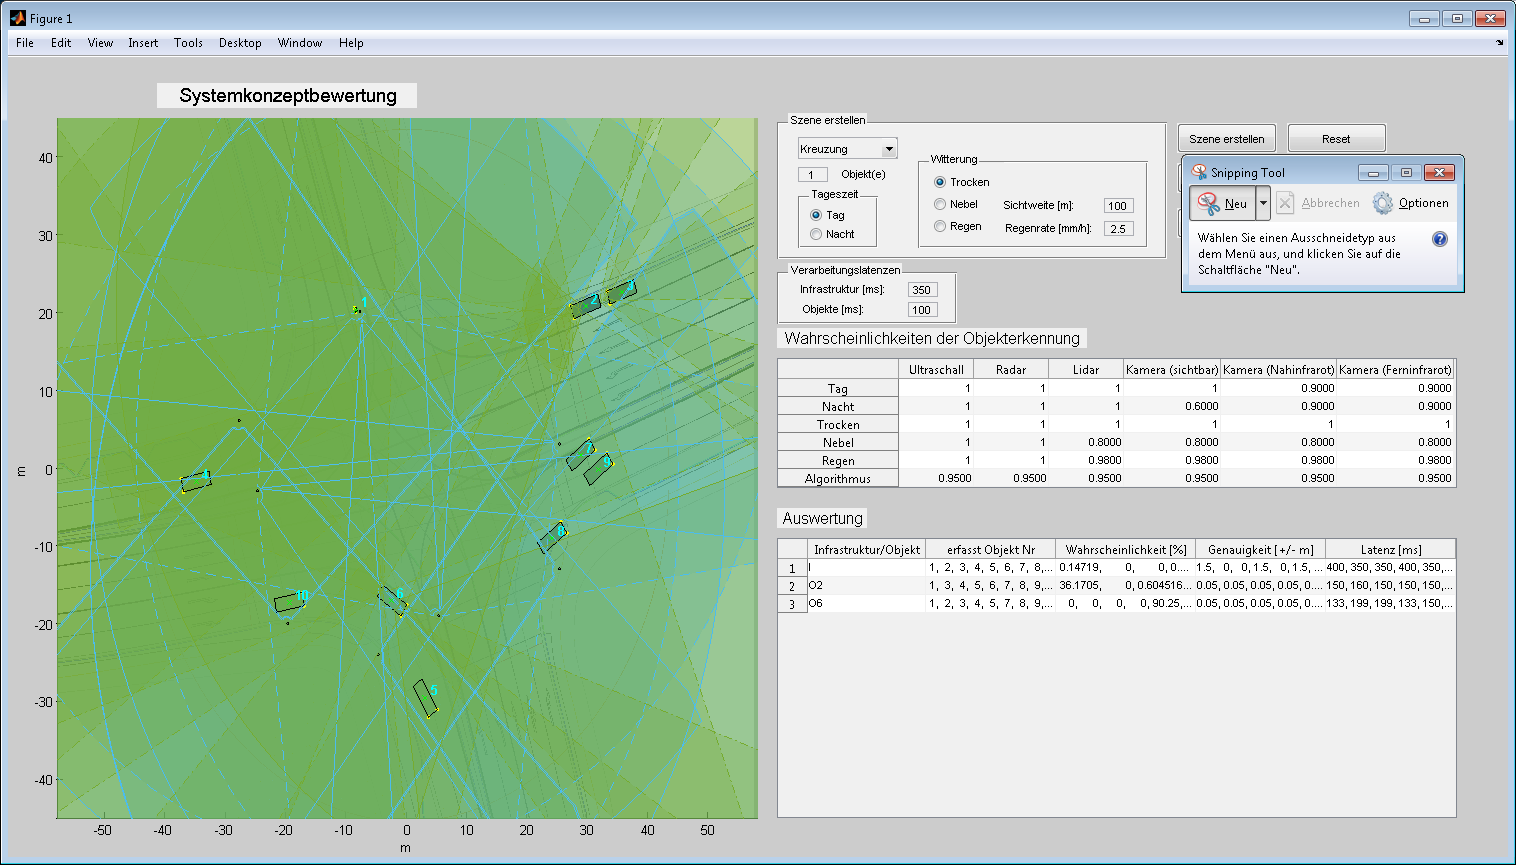 Figure 1
File Edit View Insert Tools Desktop Window Help
Systemkonzeptbewertung
40
30
20
10
0
-10
-20
-30
-40
m
-50 -40 -30 -20 -10 0 10 20 30 40 50
m
1
2
3
4
7
9
8
6
10
5
Szene erstellen
Kreuzung
1 Objekt(e)
Tageszeit
Tag
Nacht
Witterung
Trocken
Nebel Sichtweite [m]: 100
Regen Regenrate [mm/h]: 2.5
Szene erstellen Reset
Snipping Tool
Neu Abbrechen Optionen
Wählen Sie einen Ausschneidetyp aus
dem Menü aus, und klicken Sie auf die
Schaltfläche "Neu".
Verarbeitungslatenzen
Infrastruktur [ms]: 350
Objekte [ms]: 100
Wahrscheinlichkeiten der Objekterkennung
Ultraschall Radar Lidar Kamera (sichtbar) Kamera (Nahinfrarot) Kamera (Ferninfrarot)
Tag 1 1 1 1 0.9000 0.9000
Nacht 1 1 1 0.6000 0.9000 0.9000
Trocken 1 1 1 1 1 1
Nebel 1 1 0.8000 0.8000 0.8000 0.8000
Regen 1 1 0.9800 0.9800 0.9800 0.9800
Algorithmus 0.9500 0.9500 0.9500 0.9500 0.9500 0.9500
Auswertung
Infrastruktur/Objekt erfasst Objekt Nr Wahrscheinlichkeit [%] Genauigkeit [ +/- m] Latenz [ms]
1 I 1, 2, 3, 4, 5, 6, 7, 8,... 0.14719, 0, 0, 0.... 1.5, 0, 0, 1.5, 0, 1.5, ... 400, 350, 350, 400, 350,...
2 O2 1, 3, 4, 5, 6, 7, 8, 9,... 36.1705, 0, 0.604516... 0.05, 0.05, 0.05, 0.05, 0.... 150, 160, 150, 150, 150,...
3 O6 1, 2, 3, 4, 5, 7, 8, 9,... 0, 0, 0, 0, 90.25,... 0.05, 0.05, 0.05, 0.05, 0.... 133, 199, 199, 133, 150,...